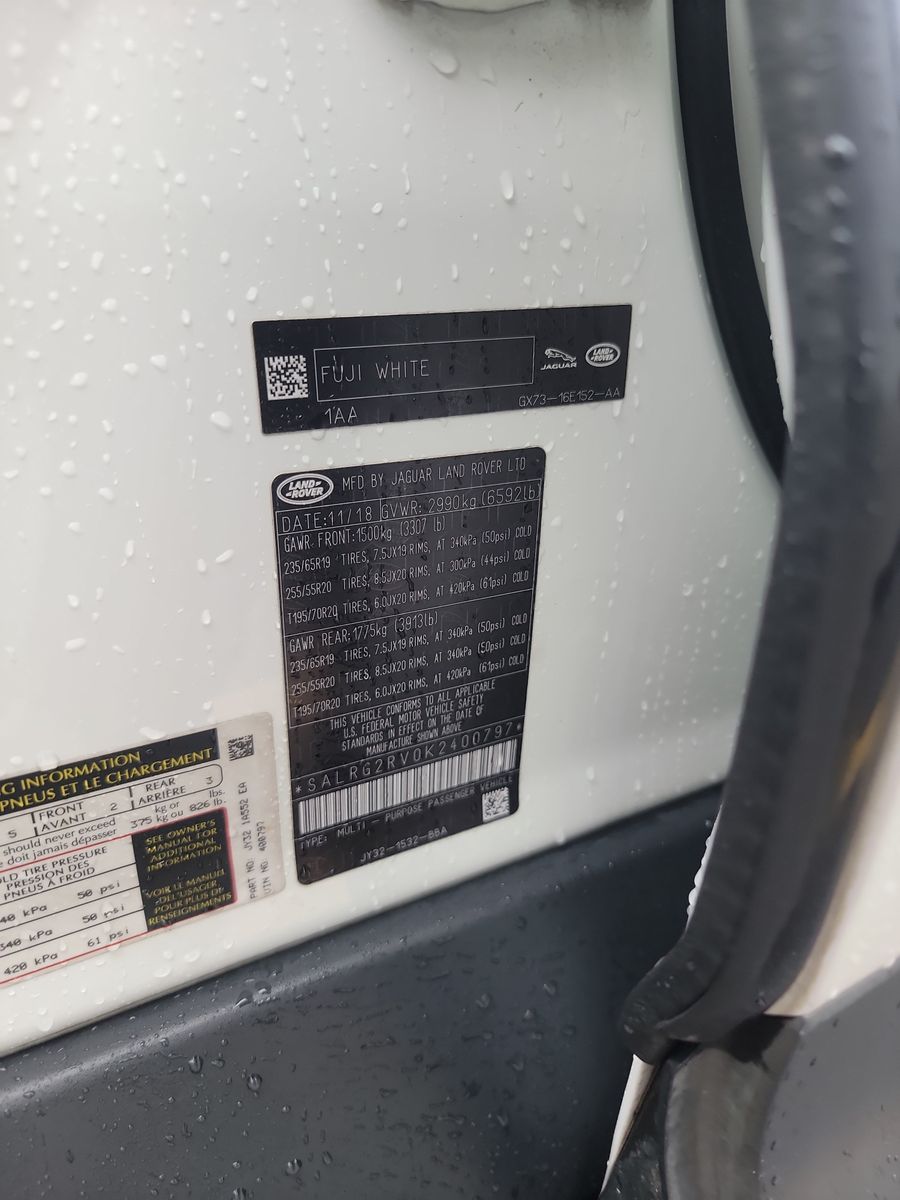 FUJI WHITE
JAGUAR
LAND ROVER
1AA
GX73-16E152-AA
LAND ROVER
MFD BY JAGUAR LAND ROVER LTD
DATE:11/18 GVWR: 2990kg (6592lb)
GAWR FRONT:1500kg (3307 lb)
235/65R19 TIRES, 7.5JX19 RIMS, AT 340kPa (50psi) COLD
255/55R20 TIRES, 8.5JX20 RIMS, AT 300kPa (44psi) COLD
T195/70R20 TIRES, 6.0JX20 RIMS, AT 420kPa (61psi) COLD
GAWR REAR:1775kg (3913lb)
235/65R19 TIRES, 7.5JX19 RIMS, AT 340kPa (50psi) COLD
255/55R20 TIRES, 8.5JX20 RIMS, AT 340kPa (50psi) COLD
T195/70R20 TIRES, 6.0JX20 RIMS, AT 420kPa (61psi) COLD
THIS VEHICLE CONFORMS TO ALL APPLICABLE
U.S. FEDERAL MOTOR VEHICLE SAFETY
STANDARDS IN EFFECT ON THE DATE OF
MANUFACTURE SHOWN ABOVE
*SALRG2RV0K2400797*
TYPE: MULTI - PURPOSE PASSENGER VEHICLE
JY32-1532-BBA
G INFORMATION
PNEUS ET LE CHARGEMENT
5 FRONT 2 REAR 3
AVANT ARRIÈRE
should never exceed kg or lbs.
e doit jamais dépasser 375 kg ou 826 lb.
OLD TIRE PRESSURE
PRESSION DES
PNEUS À FROID
40 kPa 50 psi
340 kPa 50 psi
420 kPa 61 psi
SEE OWNER'S
MANUAL FOR
ADDITIONAL
INFORMATION
VOIR LE MANUEL
DE L'USAGER
POUR PLUS DE
RENSEIGNEMENTS
PART NO. JY32 1A552 EA
VIN NO. 400797